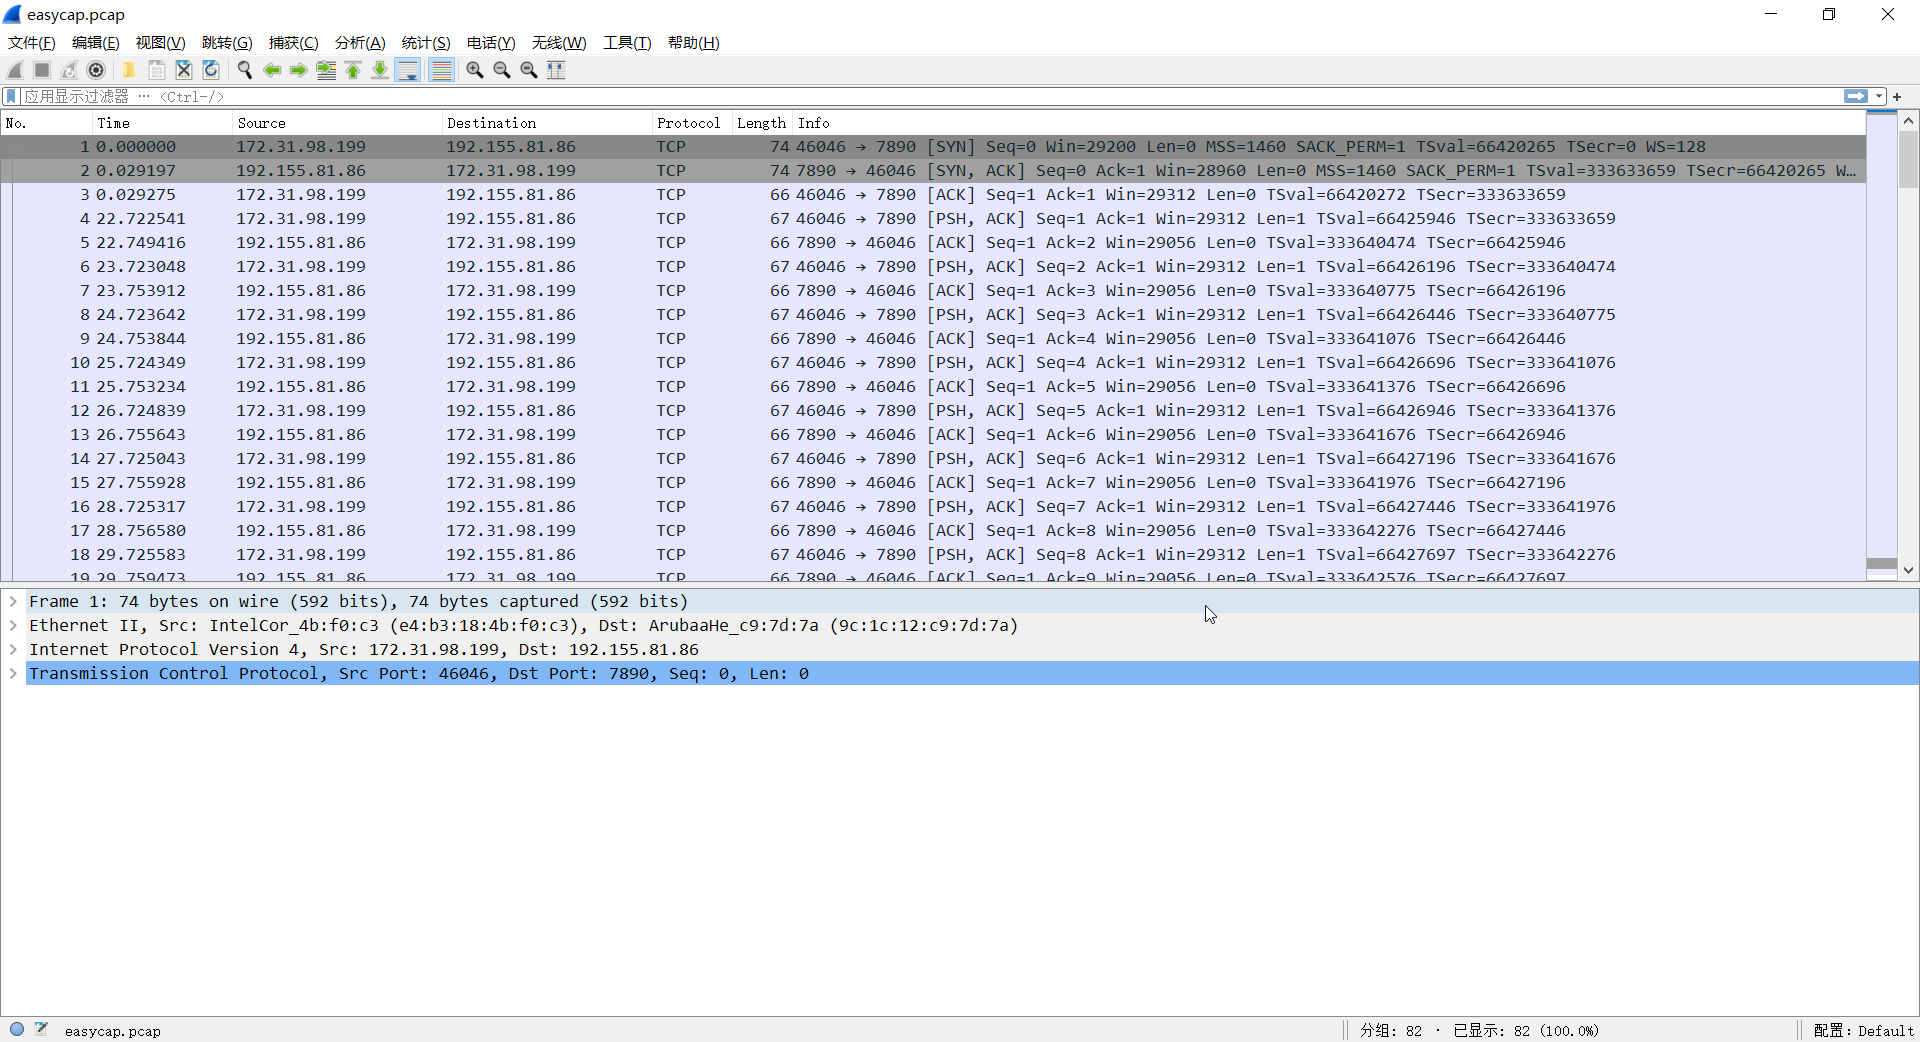 easycap.pcap
文件(F) 编辑(E) 视图(V) 跳转(G) 捕获(C) 分析(A) 统计(S) 电话(Y) 无线(W) 工具(T) 帮助(H)
应用显示过滤器 … <Ctrl-/>
No. Time Source Destination Protocol Length Info
1 0.000000 172.31.98.199 192.155.81.86 TCP 74 46046 → 7890 [SYN] Seq=0 Win=29200 Len=0 MSS=1460 SACK_PERM=1 TSval=66420265 TSecr=0 WS=128
2 0.029197 192.155.81.86 172.31.98.199 TCP 74 7890 → 46046 [SYN, ACK] Seq=0 Ack=1 Win=28960 Len=0 MSS=1460 SACK_PERM=1 TSval=333633659 TSecr=66420265 W…
3 0.029275 172.31.98.199 192.155.81.86 TCP 66 46046 → 7890 [ACK] Seq=1 Ack=1 Win=29312 Len=0 TSval=66420272 TSecr=333633659
4 22.722541 172.31.98.199 192.155.81.86 TCP 67 46046 → 7890 [PSH, ACK] Seq=1 Ack=1 Win=29312 Len=1 TSval=66425946 TSecr=333633659
5 22.749416 192.155.81.86 172.31.98.199 TCP 66 7890 → 46046 [ACK] Seq=1 Ack=2 Win=29056 Len=0 TSval=333640474 TSecr=66425946
6 23.723048 172.31.98.199 192.155.81.86 TCP 67 46046 → 7890 [PSH, ACK] Seq=2 Ack=1 Win=29312 Len=1 TSval=66426196 TSecr=333640474
7 23.753912 192.155.81.86 172.31.98.199 TCP 66 7890 → 46046 [ACK] Seq=1 Ack=3 Win=29056 Len=0 TSval=333640775 TSecr=66426196
8 24.723642 172.31.98.199 192.155.81.86 TCP 67 46046 → 7890 [PSH, ACK] Seq=3 Ack=1 Win=29312 Len=1 TSval=66426446 TSecr=333640775
9 24.753844 192.155.81.86 172.31.98.199 TCP 66 7890 → 46046 [ACK] Seq=1 Ack=4 Win=29056 Len=0 TSval=333641076 TSecr=66426446
10 25.724349 172.31.98.199 192.155.81.86 TCP 67 46046 → 7890 [PSH, ACK] Seq=4 Ack=1 Win=29312 Len=1 TSval=66426696 TSecr=333641076
11 25.753234 192.155.81.86 172.31.98.199 TCP 66 7890 → 46046 [ACK] Seq=1 Ack=5 Win=29056 Len=0 TSval=333641376 TSecr=66426696
12 26.724839 172.31.98.199 192.155.81.86 TCP 67 46046 → 7890 [PSH, ACK] Seq=5 Ack=1 Win=29312 Len=1 TSval=66426946 TSecr=333641376
13 26.755643 192.155.81.86 172.31.98.199 TCP 66 7890 → 46046 [ACK] Seq=1 Ack=6 Win=29056 Len=0 TSval=333641676 TSecr=66426946
14 27.725043 172.31.98.199 192.155.81.86 TCP 67 46046 → 7890 [PSH, ACK] Seq=6 Ack=1 Win=29312 Len=1 TSval=66427196 TSecr=333641676
15 27.755928 192.155.81.86 172.31.98.199 TCP 66 7890 → 46046 [ACK] Seq=1 Ack=7 Win=29056 Len=0 TSval=333641976 TSecr=66427196
16 28.725317 172.31.98.199 192.155.81.86 TCP 67 46046 → 7890 [PSH, ACK] Seq=7 Ack=1 Win=29312 Len=1 TSval=66427446 TSecr=333641976
17 28.756580 192.155.81.86 172.31.98.199 TCP 66 7890 → 46046 [ACK] Seq=1 Ack=8 Win=29056 Len=0 TSval=333642276 TSecr=66427446
18 29.725583 172.31.98.199 192.155.81.86 TCP 67 46046 → 7890 [PSH, ACK] Seq=8 Ack=1 Win=29312 Len=1 TSval=66427697 TSecr=333642276
19 29.759473 192.155.81.86 172.31.98.199 TCP 66 7890 → 46046 [ACK] Seq=1 Ack=9 Win=29056 Len=0 TSval=333642576 TSecr=66427697
Frame 1: 74 bytes on wire (592 bits), 74 bytes captured (592 bits)
Ethernet II, Src: IntelCor_4b:f0:c3 (e4:b3:18:4b:f0:c3), Dst: ArubaaHe_c9:7d:7a (9c:1c:12:c9:7d:7a)
Internet Protocol Version 4, Src: 172.31.98.199, Dst: 192.155.81.86
Transmission Control Protocol, Src Port: 46046, Dst Port: 7890, Seq: 0, Len: 0
easycap.pcap 分组: 82 · 已显示: 82 (100.0%) 配置: Default